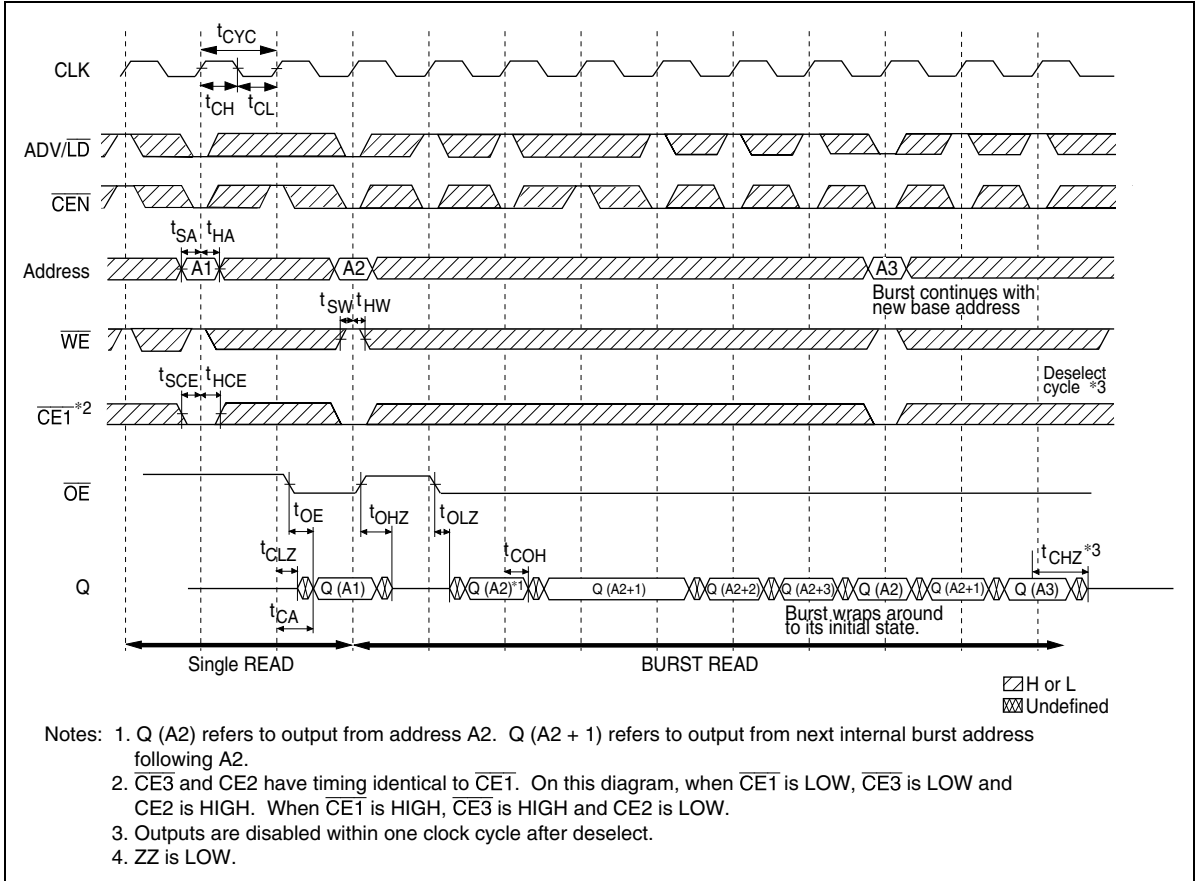 tCYC
CLK
tCH tCL
ADV/LD
CEN
tSA tHA
Address A1 A2 A3
Burst continues with
new base address
tSW tHW
WE
tSCE tHCE
Deselect
cycle *3
CE1*2
OE
tOE tOHZ tOLZ
tCLZ tCOH tCHZ*3
Q Q (A1) Q (A2)*1 Q (A2+1) Q (A2+2) Q (A2+3) Q (A2) Q (A2+1) Q (A3)
tCA
Burst wraps around
to its initial state.
Single READ BURST READ
H or L
Undefined
Notes: 1. Q (A2) refers to output from address A2. Q (A2 + 1) refers to output from next internal burst address
following A2.
2. CE3 and CE2 have timing identical to CE1. On this diagram, when CE1 is LOW, CE3 is LOW and
CE2 is HIGH. When CE1 is HIGH, CE3 is HIGH and CE2 is LOW.
3. Outputs are disabled within one clock cycle after deselect.
4. ZZ is LOW.